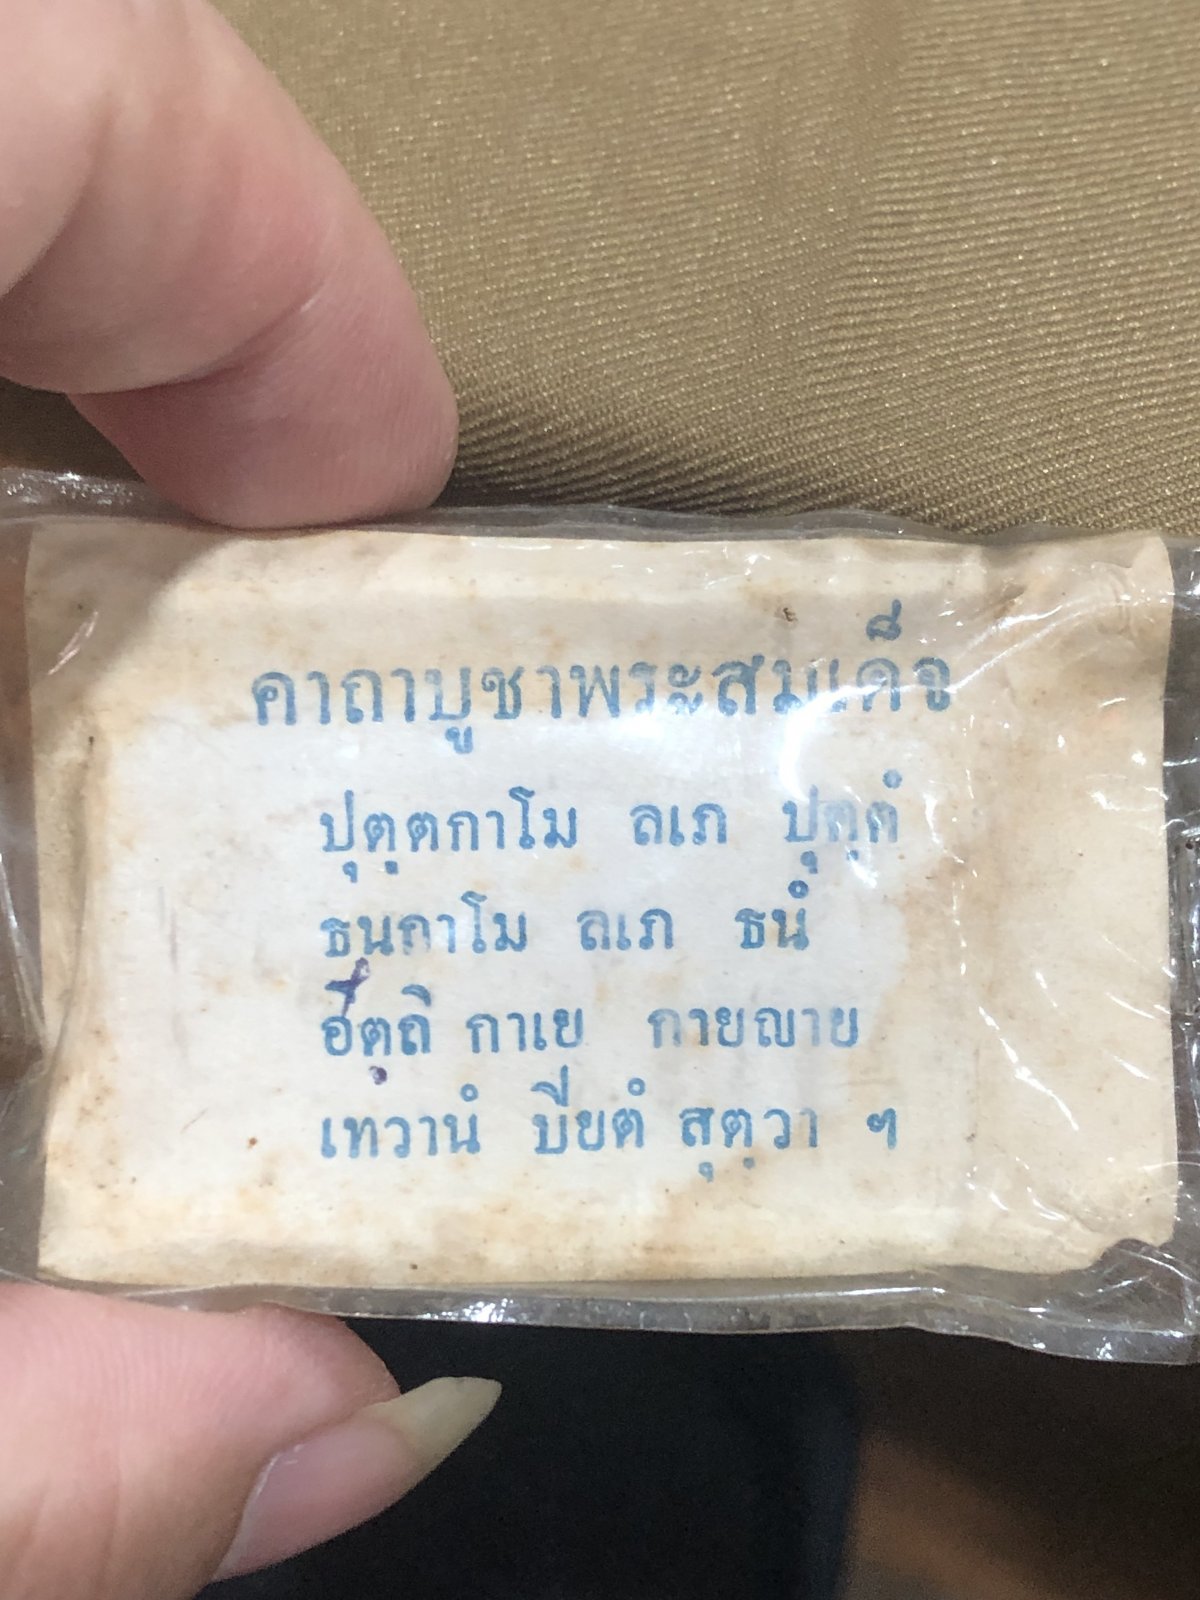 คาถาบูชาพระสมเด็จ
ปุตฺตกาโม ลเภ ปุตฺตํ
ธนกาโม ลเภ ธนํ
อีตฺถิ กาเย กายญาย
เทวานํ ปียตํ สุตฺวา ฯ